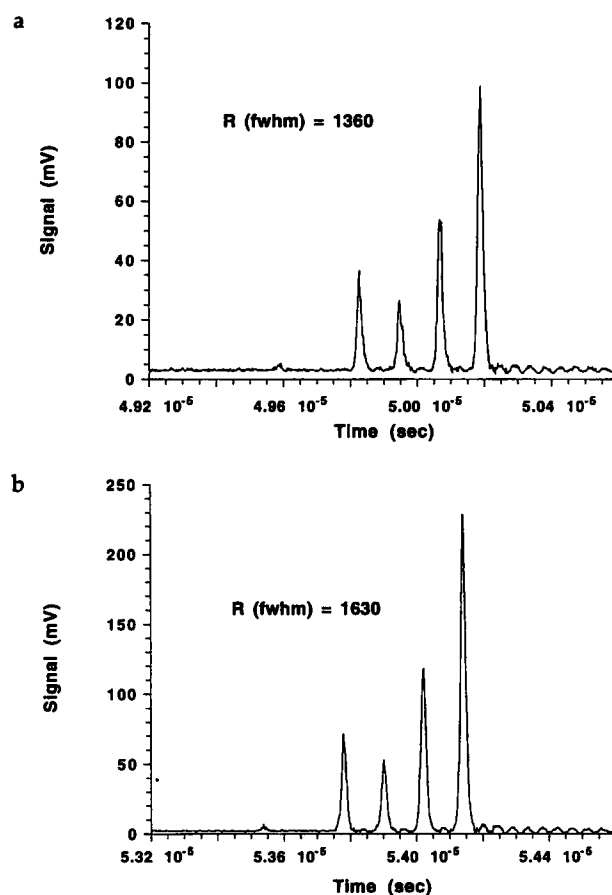 a
120
100
80
60
40
20
0
Signal (mV)
R (fwhm) = 1360
4.92 10-5 4.96 10-5 5.00 10-5 5.04 10-5
Time (sec)
b
250
200
150
100
50
0
Signal (mV)
R (fwhm) = 1630
5.32 10-5 5.36 10-5 5.40 10-5 5.44 10-5
Time (sec)